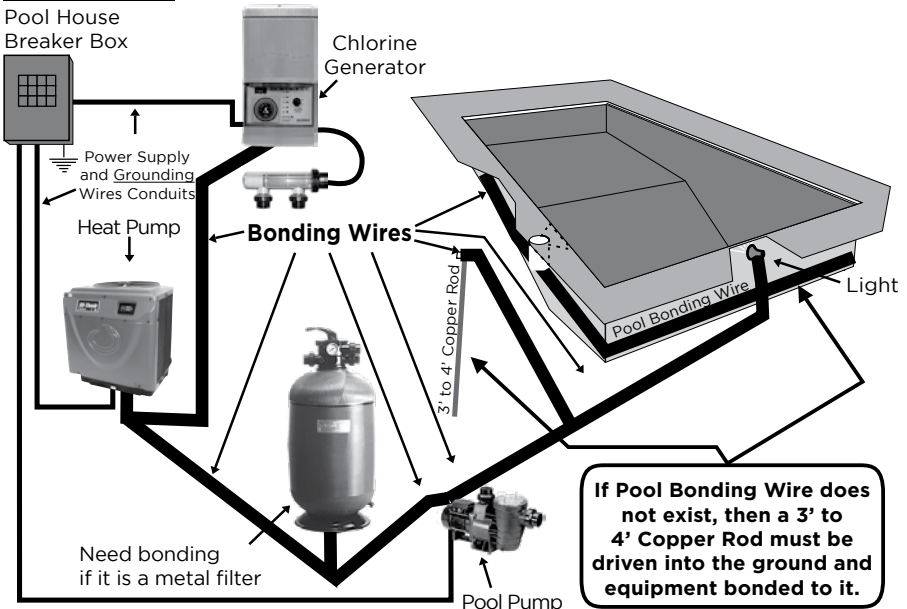 Pool House
Breaker Box
Chlorine
Generator
Power Supply
and Grounding
Wires Conduits
Heat Pump
Bonding Wires
3' to 4' Copper Rod
Pool Bonding Wire
Light
Need bonding
if it is a metal filter
Pool Pump
If Pool Bonding Wire does
not exist, then a 3' to
4' Copper Rod must be
driven into the ground and
equipment bonded to it.